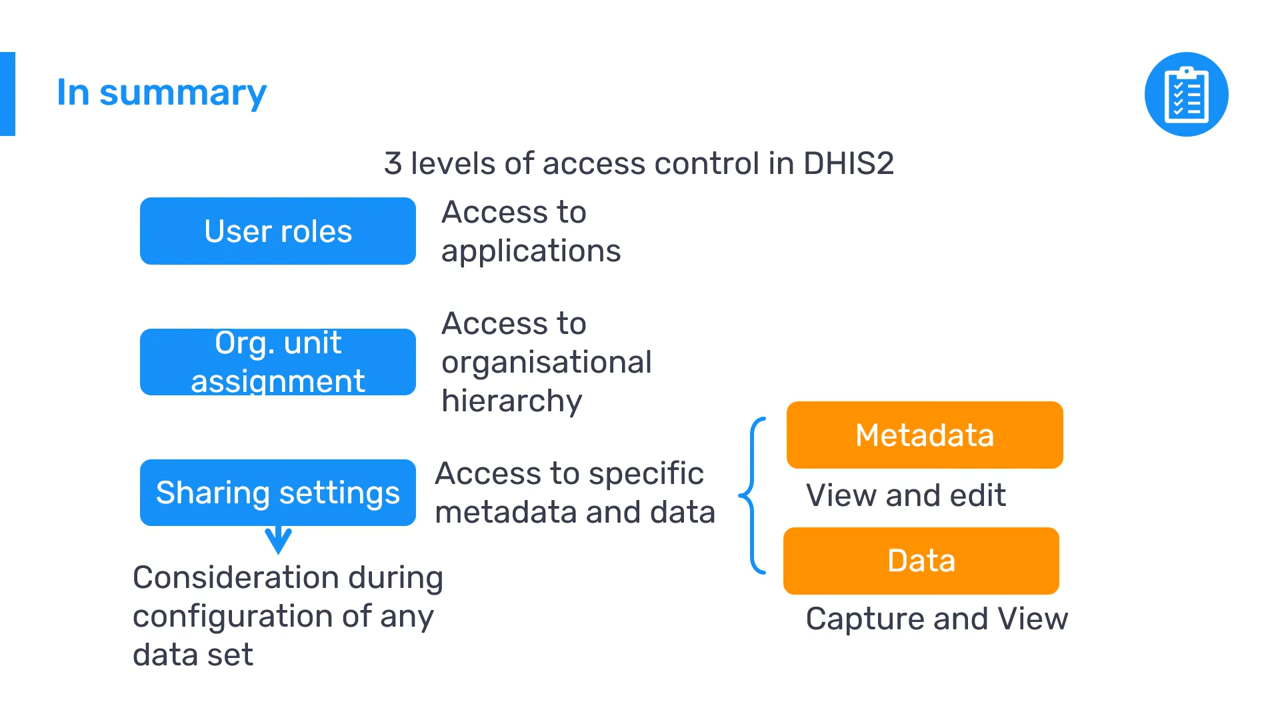 In summary
3 levels of access control in DHIS2
User roles
Access to
applications
Org. unit
assignment
Access to
organisational
hierarchy
Sharing settings
Access to specific
metadata and data
Metadata
View and edit
Data
Capture and View
Consideration during
configuration of any
data set